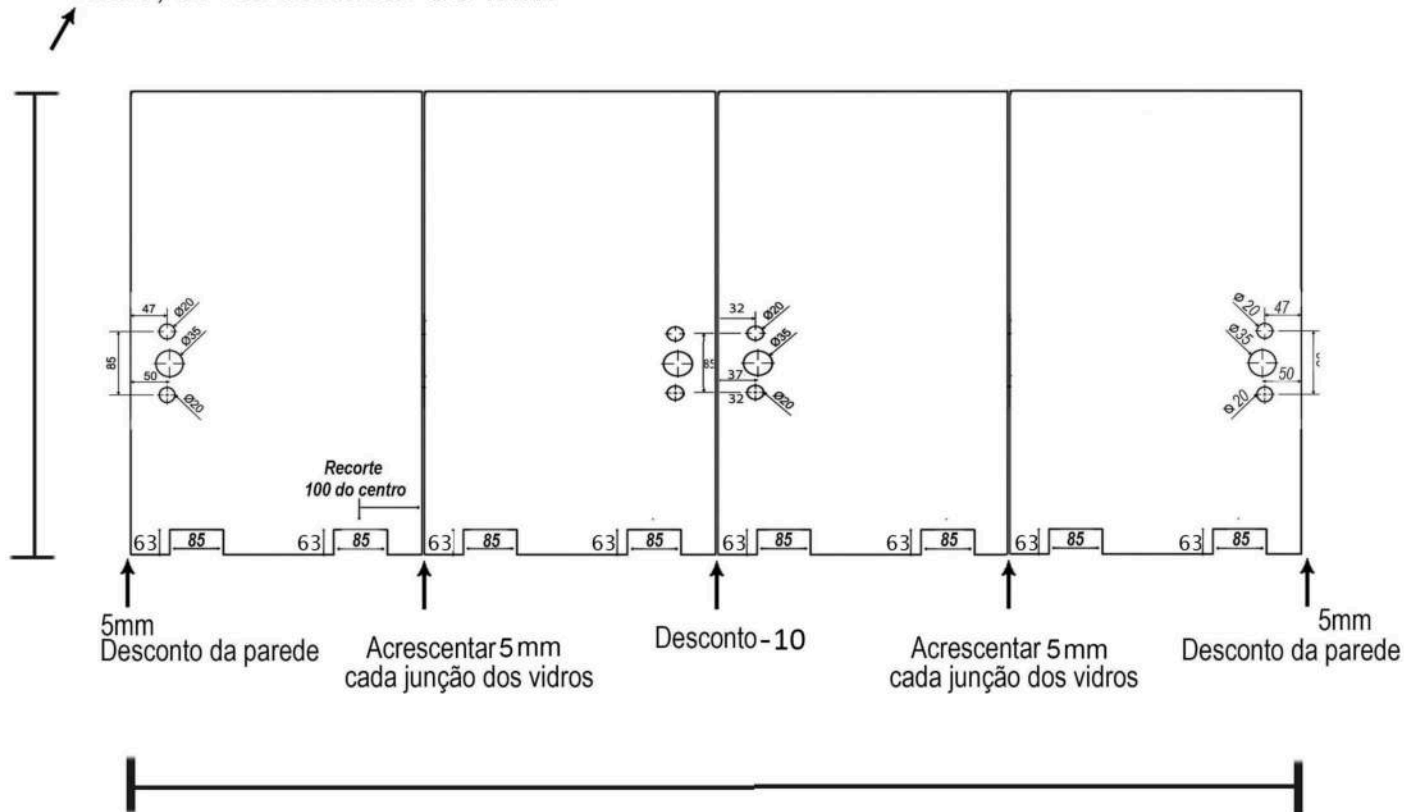 47
Ø20
Ø35
85
50
Ø20
32
Ø20
Ø35
85
37
32
Ø20
Ø 20
47
Ø35
50
Ø 20
Recorte
100 do centro
63
85
63
85
63
85
63
85
63
85
63
85
63
85
63
85
5mm
Desconto da parede
Acrescentar 5 mm
cada junção dos vidros
Desconto -10
Acrescentar 5 mm
cada junção dos vidros
5mm
Desconto da parede